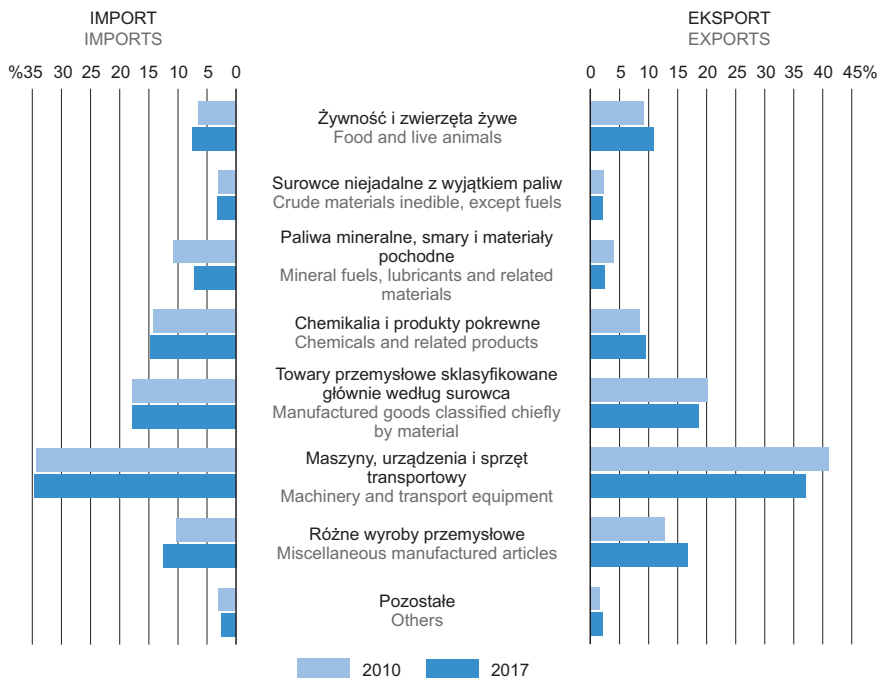 IMPORT
IMPORTS
EKSPORT
EXPORTS
%35 30 25 20 15 10 5 0
0 5 10 15 20 25 30 35 40 45%
Żywność i zwierzęta żywe
Food and live animals
Surowce niejadalne z wyjątkiem paliw
Crude materials inedible, except fuels
Paliwa mineralne, smary i materiały
pochodne
Mineral fuels, lubricants and related
materials
Chemikalia i produkty pokrewne
Chemicals and related products
Towary przemysłowe sklasyfikowane
głównie według surowca
Manufactured goods classified chiefly
by material
Maszyny, urządzenia i sprzęt
transportowy
Machinery and transport equipment
Różne wyroby przemysłowe
Miscellaneous manufactured articles
Pozostałe
Others
2010 2017